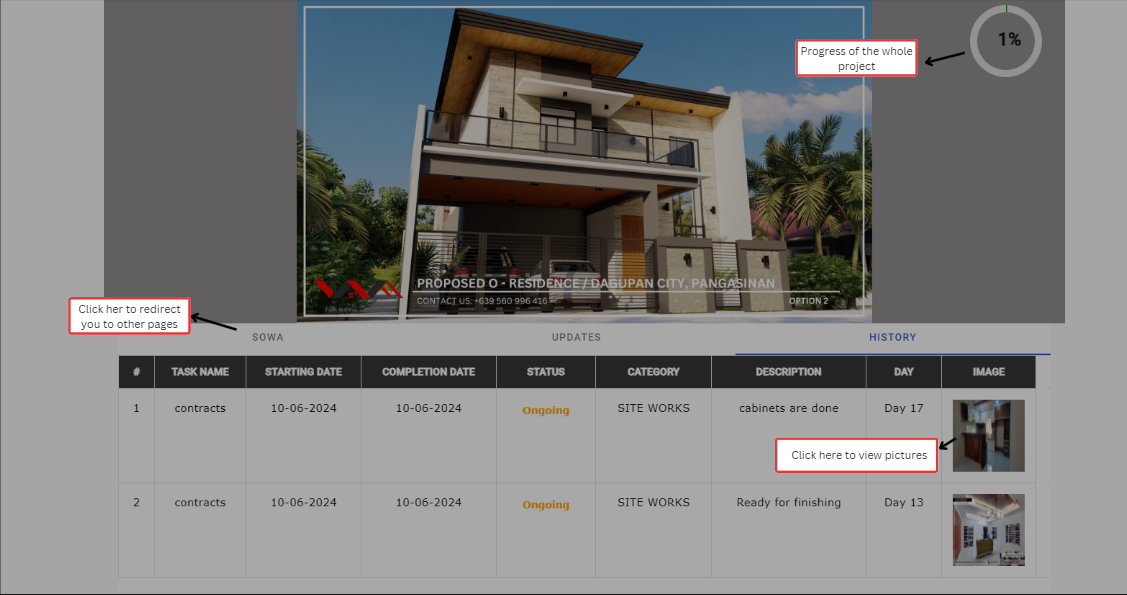 1%
Progress of the whole
project
PROPOSED O - RESIDENCE / DAGUPAN CITY, PANGASINAN
CONTACT US: +639 560 996 416
OPTION 2
Click her to redirect
you to other pages
SOWA UPDATES HISTORY
# TASK NAME STARTING DATE COMPLETION DATE STATUS CATEGORY DESCRIPTION DAY IMAGE
1 contracts 10-06-2024 10-06-2024 Ongoing SITE WORKS cabinets are done Day 17
Click here to view pictures
2 contracts 10-06-2024 10-06-2024 Ongoing SITE WORKS Ready for finishing Day 13